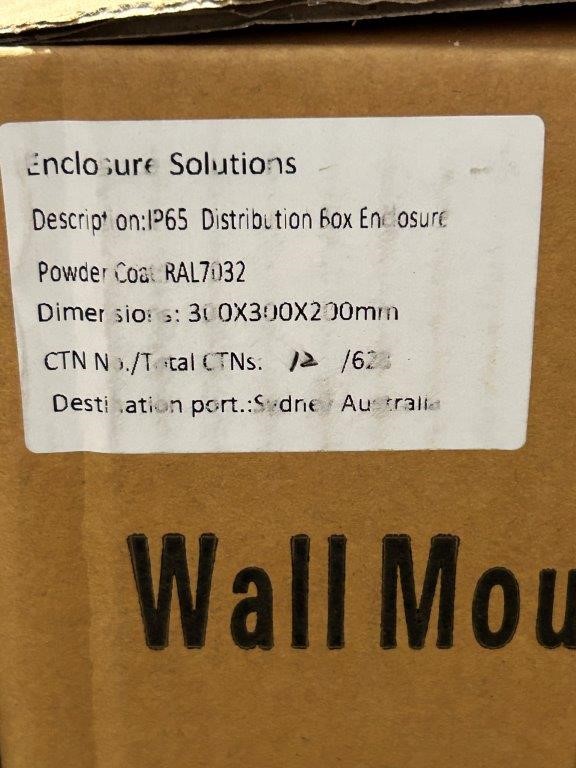 Enclosure Solutions
Description:IP65 Distribution Box Enclosure
Powder Coat RAL7032
Dimensions: 300X300X200mm
CTN No./Total CTNs: 12
Destination port.:Sydney Australia
Wall Mou